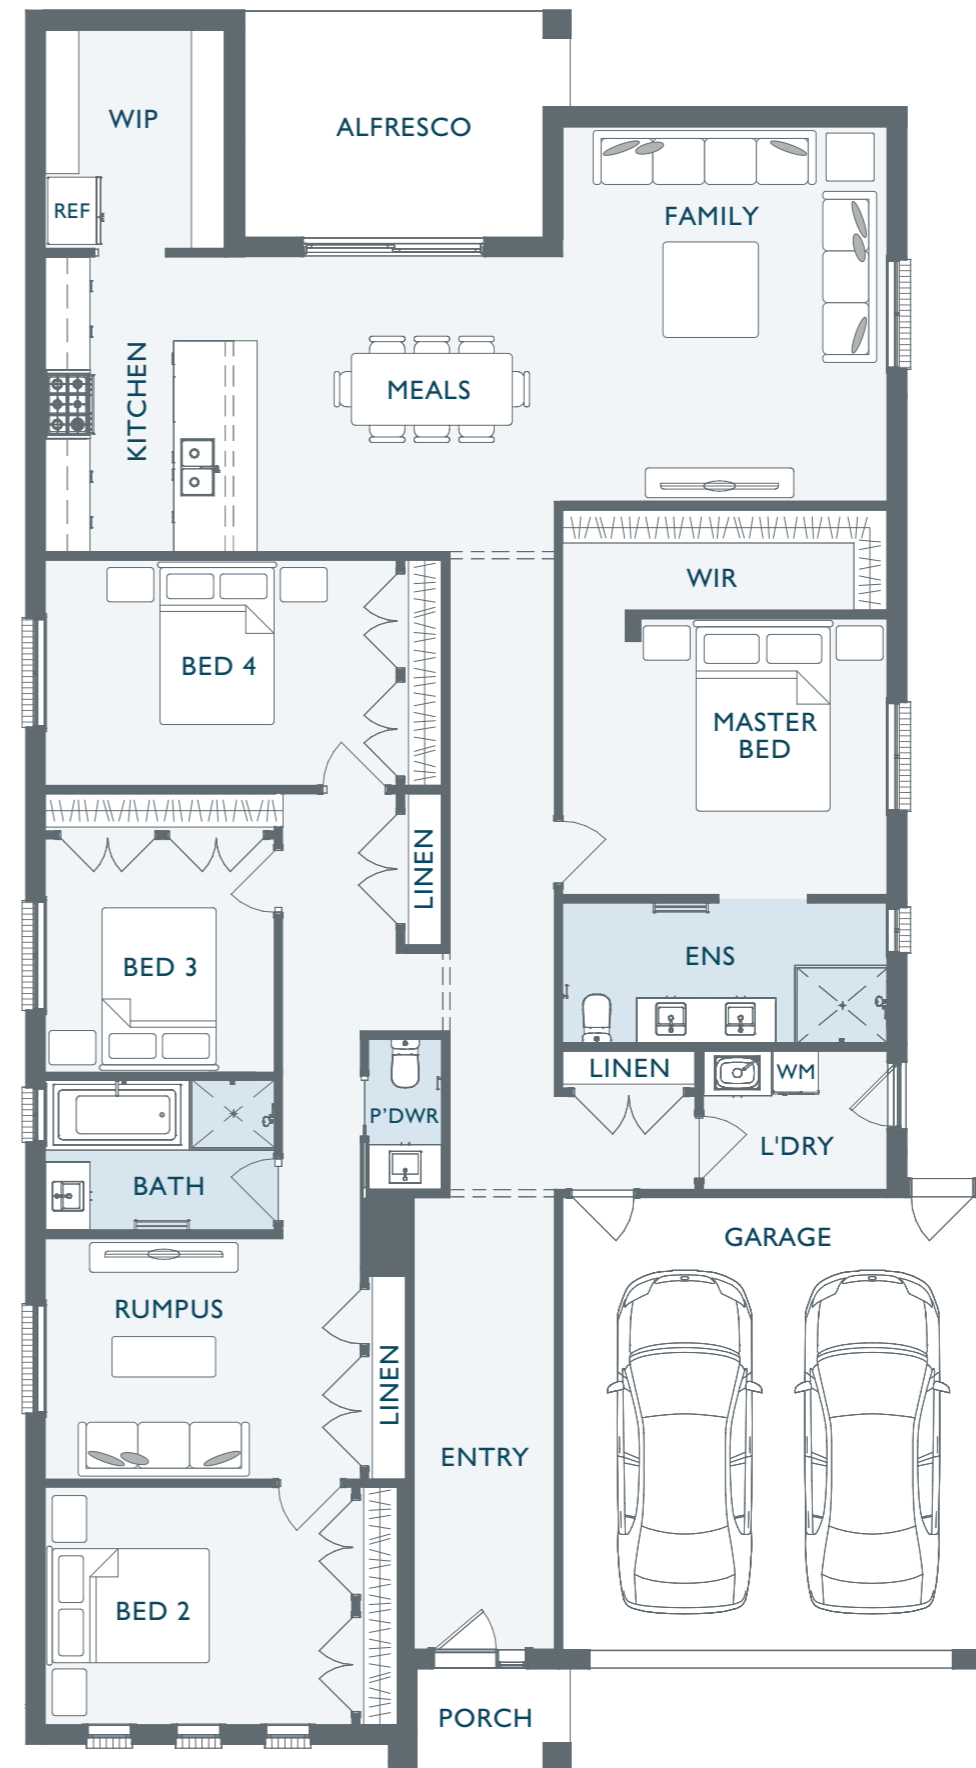 WIP
ALFRESCO
REF
FAMILY
KITCHEN
MEALS
WIR
BED 4
MASTER
BED
LINEN
BED 3
ENS
LINEN
WM
P'DWR
L'DRY
BATH
GARAGE
RUMPUS
LINEN
ENTRY
BED 2
PORCH